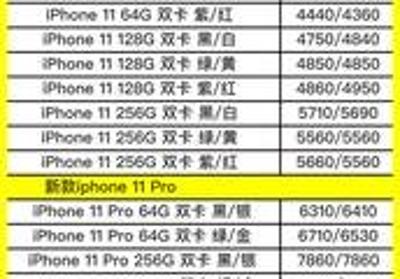 iPhone 11 64G 双卡 紫/红 4440/4360
iPhone 11 128G 双卡 黑/白 4750/4840
iPhone 11 128G 双卡 绿/黄 4850/4850
iPhone 11 128G 双卡 紫/红 4860/4950
iPhone 11 256G 双卡 黑/白 5710/5690
iPhone 11 256G 双卡 绿/黄 5560/5560
iPhone 11 256G 双卡 紫/红 5660/5560
新款iphone 11 Pro
iPhone 11 Pro 64G 双卡 黑/银 6310/6410
iPhone 11 Pro 64G 双卡 绿/金 6710/6530
iPhone 11 Pro 256G 双卡 黑/银 7860/7860